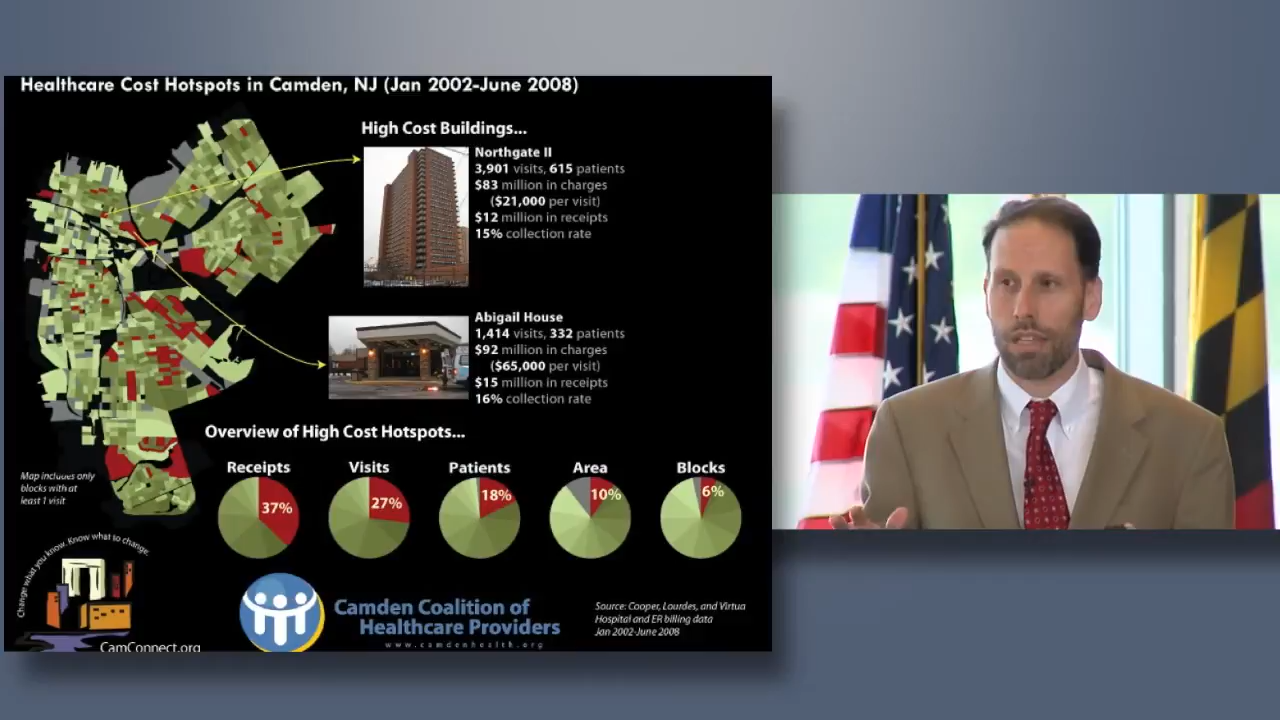 Healthcare Cost Hotspots in Camden, NJ (Jan 2002-June 2008)
High Cost Buildings...
Northgate II
3,901 visits, 615 patients
$83 million in charges
($21,000 per visit)
$12 million in receipts
15% collection rate
Abigail House
1,414 visits, 332 patients
$92 million in charges
($65,000 per visit)
$15 million in receipts
16% collection rate
Overview of High Cost Hotspots...
Receipts
Visits
Patients
Area
Blocks
37%
27%
18%
10%
6%
Map includes only
blocks with at
least 1 visit
Change what you know. Know what to change.
CamConnect.org
Camden Coalition of
Healthcare Providers
www.camdenhealth.org
Source: Cooper, Lourdes, and Virtua
Hospital and ER billing data
Jan 2002-June 2008